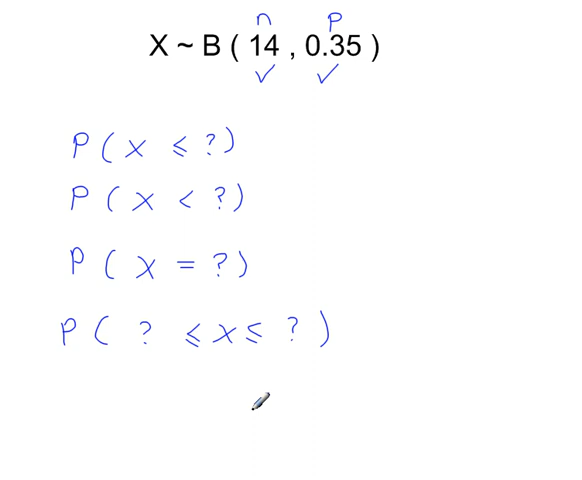 n p
X ~ B ( 14 , 0.35 )
✓ ✓
P ( X ⩽ ? )
P ( X < ? )
P ( X = ? )
P ( ? ⩽ X ⩽ ? )